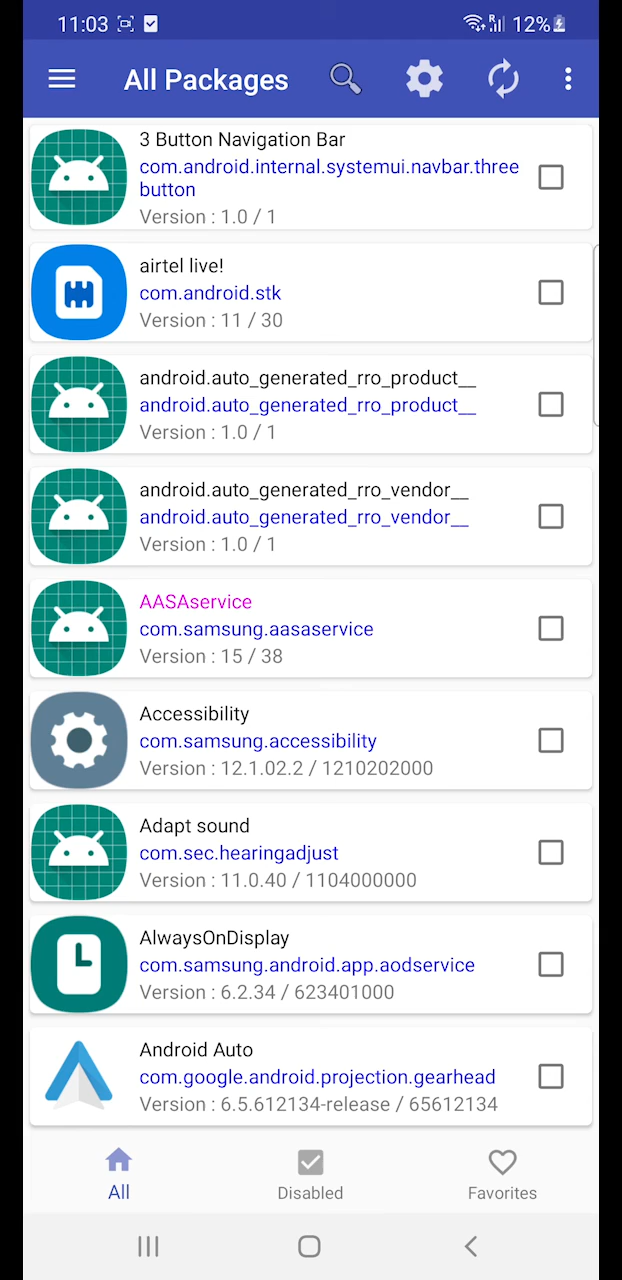 11:03
R
12%
All Packages
3 Button Navigation Bar
com.android.internal.systemui.navbar.three
button
Version : 1.0 / 1
airtel live!
com.android.stk
Version : 11 / 30
android.auto_generated_rro_product__
android.auto_generated_rro_product__
Version : 1.0 / 1
android.auto_generated_rro_vendor__
android.auto_generated_rro_vendor__
Version : 1.0 / 1
AASAservice
com.samsung.aasaservice
Version : 15 / 38
Accessibility
com.samsung.accessibility
Version : 12.1.02.2 / 1210202000
Adapt sound
com.sec.hearingadjust
Version : 11.0.40 / 1104000000
AlwaysOnDisplay
com.samsung.android.app.aodservice
Version : 6.2.34 / 623401000
Android Auto
com.google.android.projection.gearhead
Version : 6.5.612134-release / 65612134
All
Disabled
Favorites